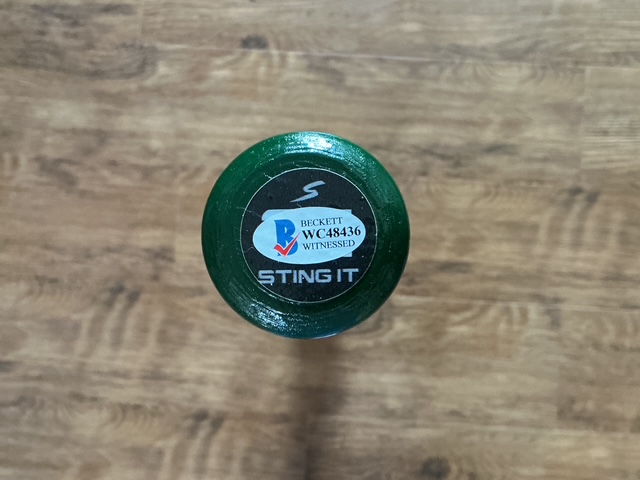 S
BECKETT
B WC48436
WITNESSED
STING IT